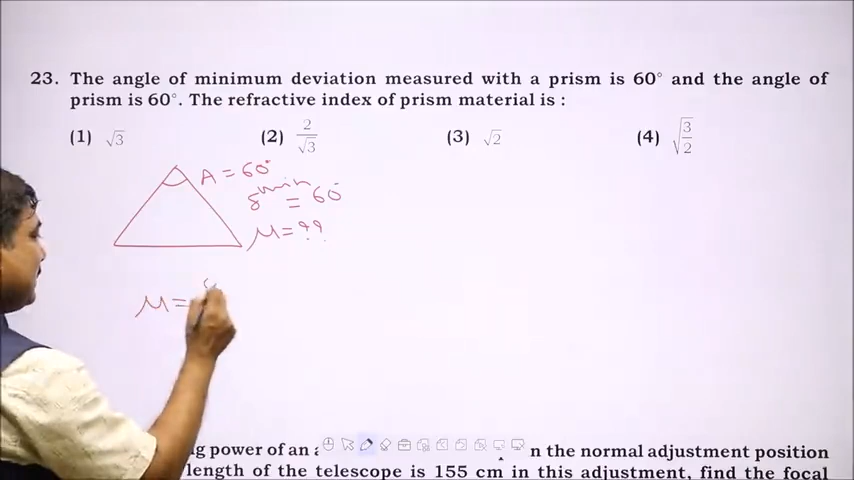 23. The angle of minimum deviation measured with a prism is 60° and the angle of
prism is 60°. The refractive index of prism material is :
(1) √3 (2) 2/√3 (3) √2 (4) √(3/2)
A = 60°
δmin = 60°
μ = ??
μ =
ng power of an a n the normal adjustment position
length of the telescope is 155 cm in this adjustment, find the focal